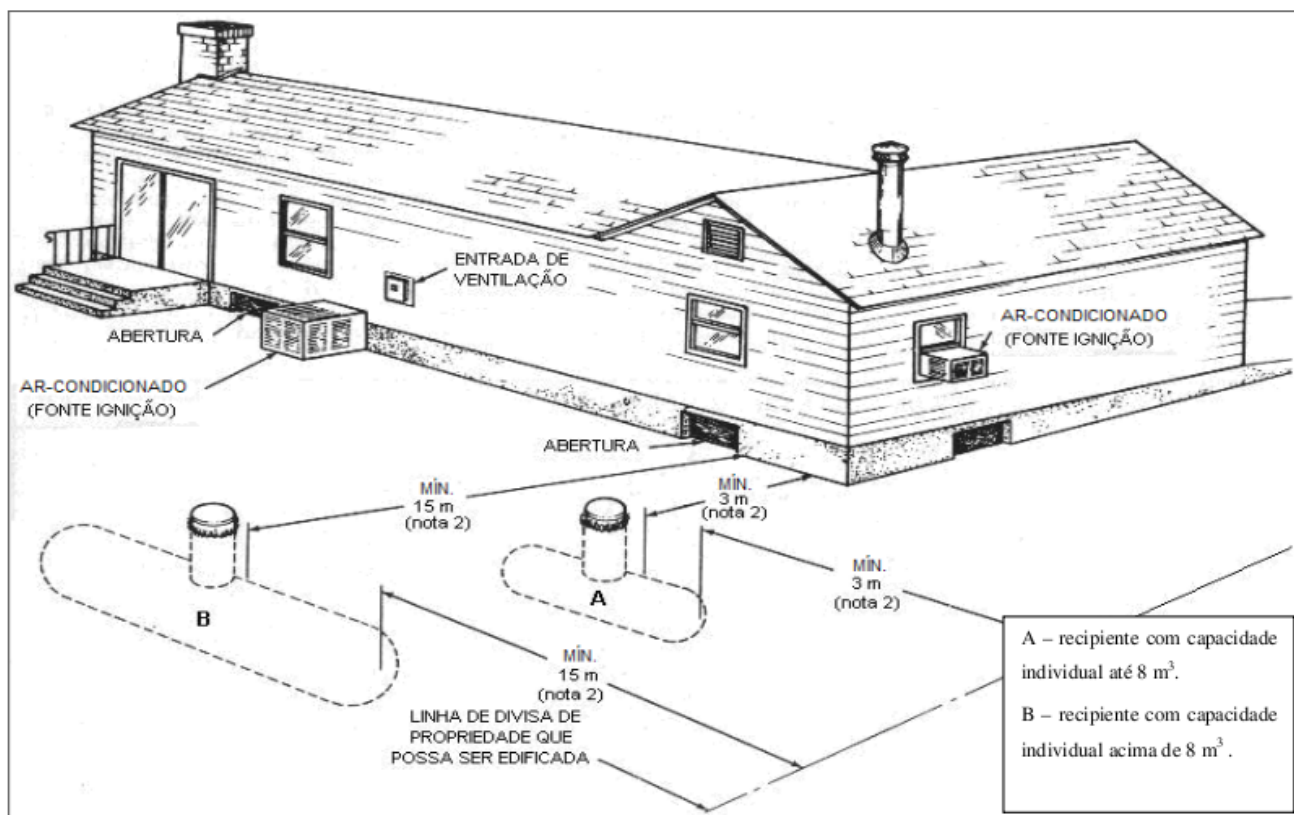 ENTRADA DE
VENTILAÇÃO
ABERTURA
AR-CONDICIONADO
(FONTE IGNIÇÃO)
AR-CONDICIONADO
(FONTE IGNIÇÃO)
ABERTURA
MÍN.
15 m
(nota 2)
MÍN.
3 m
(nota 2)
MÍN.
3 m
(nota 2)
A
B
MÍN.
15 m
(nota 2)
LINHA DE DIVISA DE
PROPRIEDADE QUE
POSSA SER EDIFICADA
A – recipiente com capacidade
individual até 8 m³.
B – recipiente com capacidade
individual acima de 8 m³ .